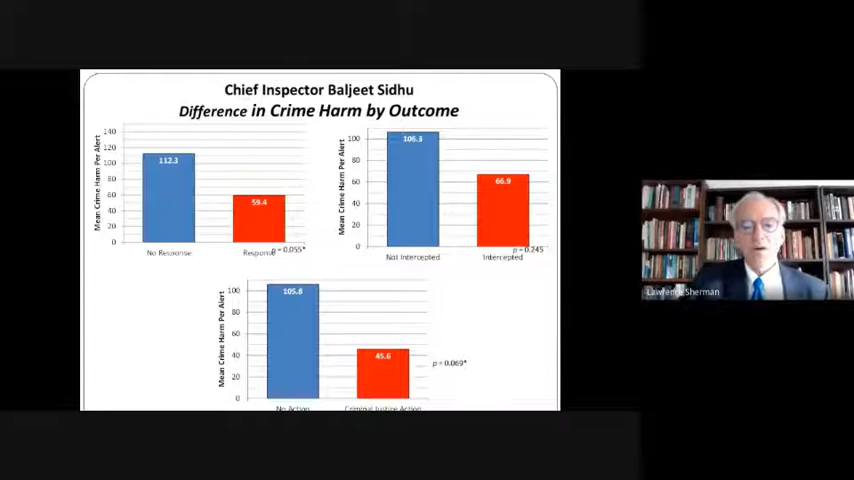 Chief Inspector Baljeet Sidhu
Difference in Crime Harm by Outcome
Mean Crime Harm Per Alert
140
120
100
80
60
40
20
0
112.3
59.4
No Response
Response
p = 0.055*
Mean Crime Harm Per Alert
100
80
60
40
20
0
106.3
66.9
Not Intercepted
Intercepted
p = 0.245
Mean Crime Harm Per Alert
100
80
60
40
20
0
105.8
45.6
No Action
Criminal Justice Action
p = 0.069*
Lawrence Sherman